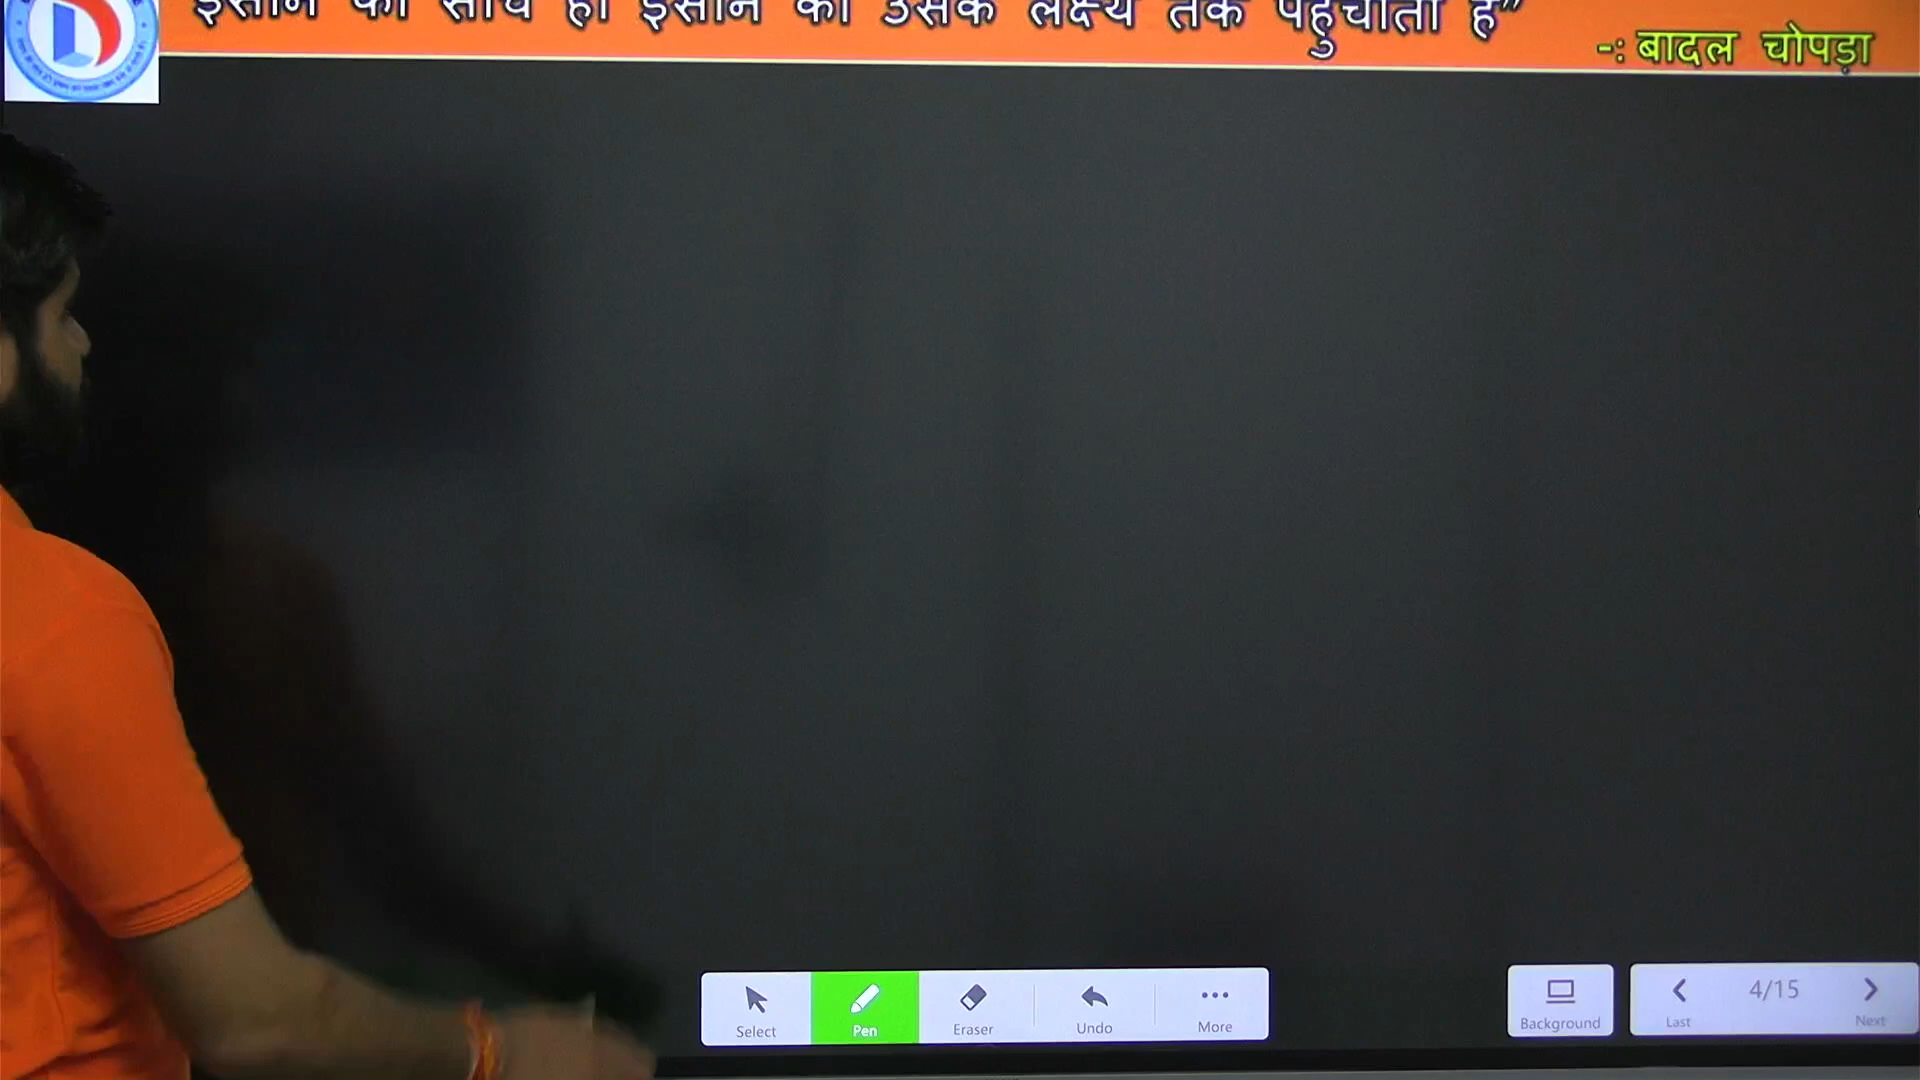 इंसान की सोच ही इंसान को उसके लक्ष्य तक पहुंचाती है”
-: बादल चोपड़ा
Select
Pen
Eraser
Undo
More
Background
Last
4/15
Next